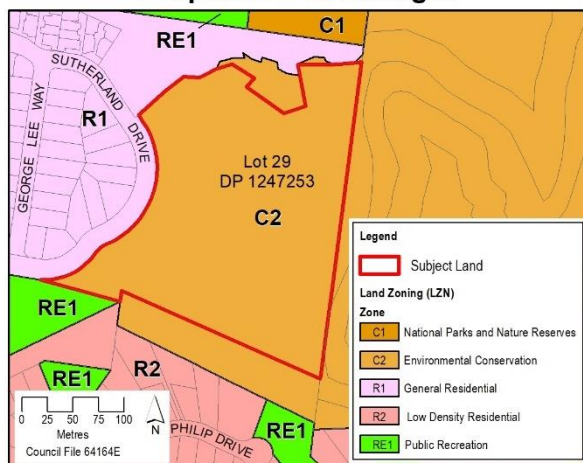 RE1
C1
SUTHERLAND DRIVE
GEORGE LEE WAY
R1
Lot 29
DP 1247253
C2
RE1
R2
RE1
PHILIP DRIVE
RE1
0 25 50 75 100
Metres
N
Council File 64164E
Legend
Subject Land
Land Zoning (LZN)
Zone
C1 National Parks and Nature Reserves
C2 Environmental Conservation
R1 General Residential
R2 Low Density Residential
RE1 Public Recreation